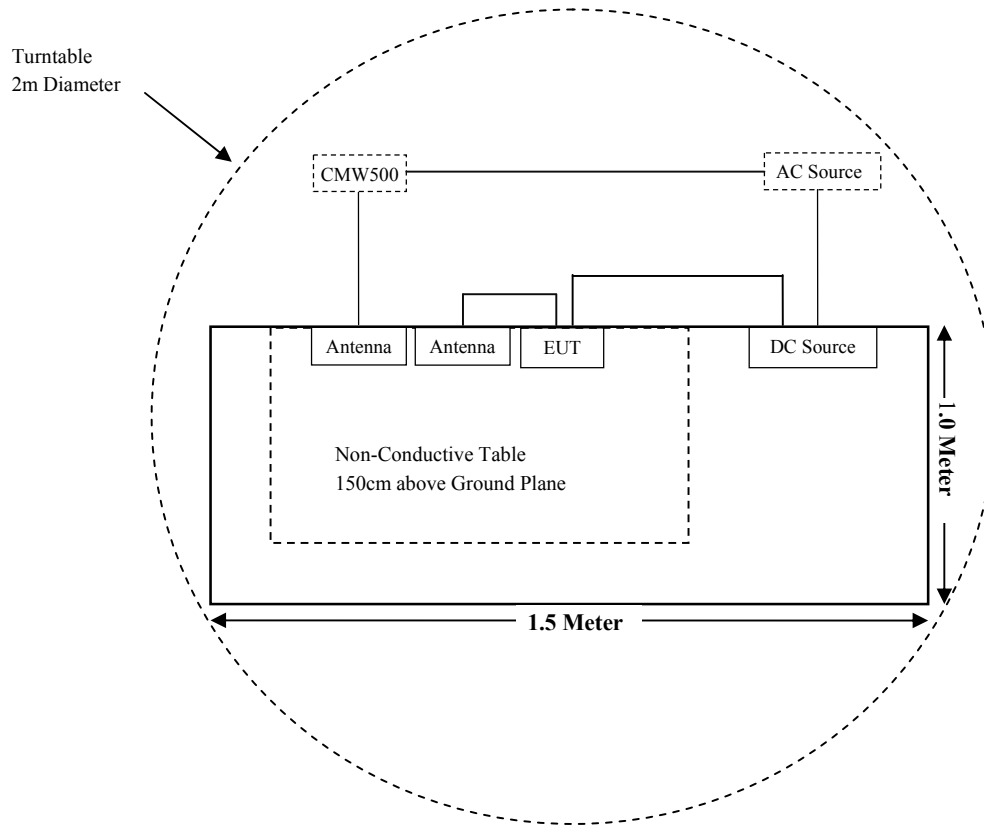 Turntable
2m Diameter
CMW500
AC Source
Antenna
Antenna
EUT
DC Source
Non-Conductive Table
150cm above Ground Plane
1.0 Meter
1.5 Meter